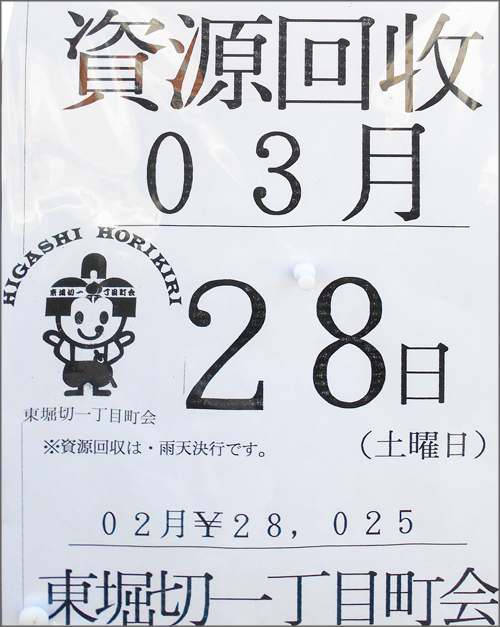 資源回収
03月
HIGASHI HORIKIRI
東堀切一丁目町会
28日
東堀切一丁目町会
※資源回収は・雨天決行です。
(土曜日)
02月¥28,025
東堀切一丁目町会